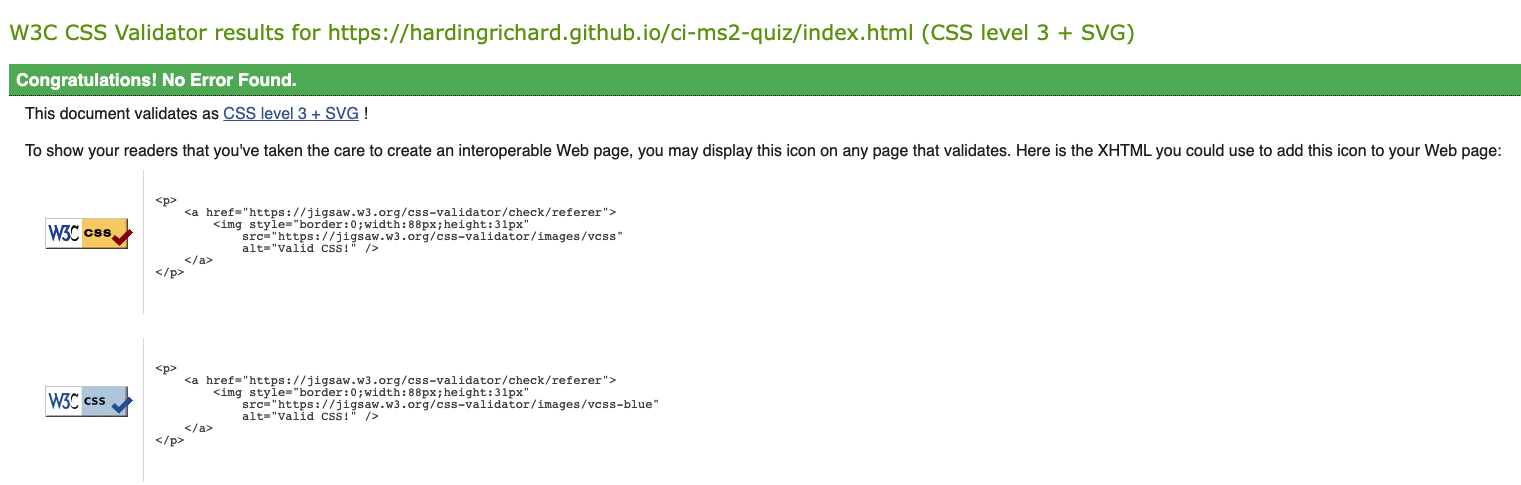 W3C CSS Validator results for https://hardingrichard.github.io/ci-ms2-quiz/index.html (CSS level 3 + SVG)
Congratulations! No Error Found.
This document validates as CSS level 3 + SVG !
To show your readers that you've taken the care to create an interoperable Web page, you may display this icon on any page that validates. Here is the XHTML you could use to add this icon to your Web page:
W3C css
<p>
    <a href="https://jigsaw.w3.org/css-validator/check/referer">
        <img style="border:0;width:88px;height:31px"
            src="https://jigsaw.w3.org/css-validator/images/vcss"
            alt="Valid CSS!" />
    </a>
</p>
W3C css
<p>
    <a href="https://jigsaw.w3.org/css-validator/check/referer">
        <img style="border:0;width:88px;height:31px"
            src="https://jigsaw.w3.org/css-validator/images/vcss-blue"
            alt="Valid CSS!" />
    </a>
</p>